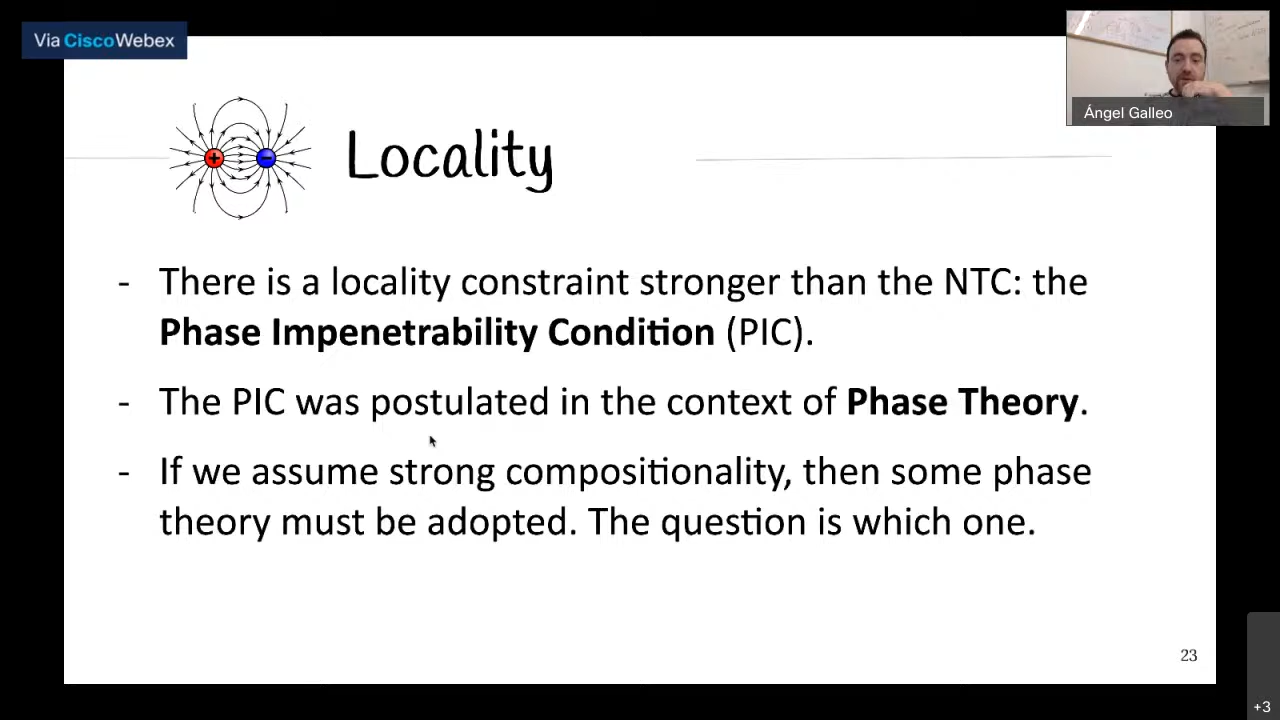 Via CiscoWebex
Ángel Galleo
+ -
Locality
- There is a locality constraint stronger than the NTC: the
Phase Impenetrability Condition (PIC).
- The PIC was postulated in the context of Phase Theory.
- If we assume strong compositionality, then some phase
theory must be adopted. The question is which one.
23
+3